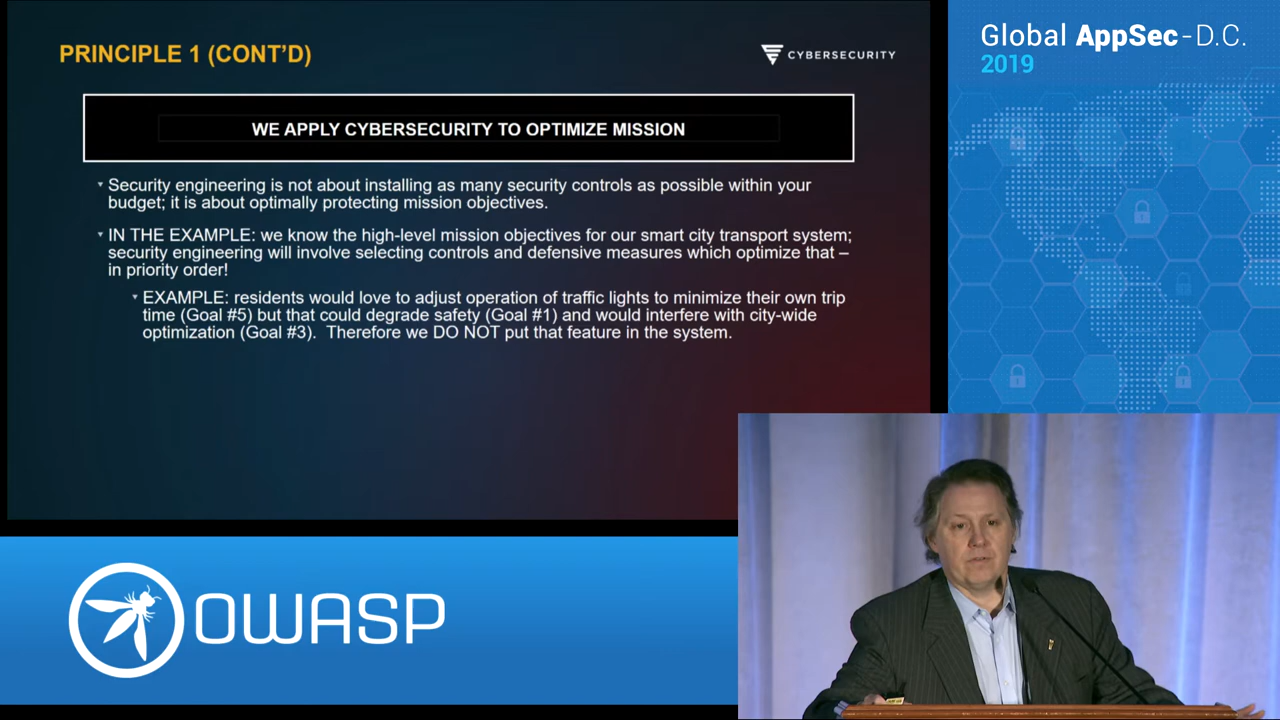 PRINCIPLE 1 (CONT'D)
CYBERSECURITY
WE APPLY CYBERSECURITY TO OPTIMIZE MISSION
Security engineering is not about installing as many security controls as possible within your
budget; it is about optimally protecting mission objectives.
IN THE EXAMPLE: we know the high-level mission objectives for our smart city transport system;
security engineering will involve selecting controls and defensive measures which optimize that –
in priority order!
EXAMPLE: residents would love to adjust operation of traffic lights to minimize their own trip
time (Goal #5) but that could degrade safety (Goal #1) and would interfere with city-wide
optimization (Goal #3).  Therefore we DO NOT put that feature in the system.
Global AppSec - D.C.
2019
OWASP